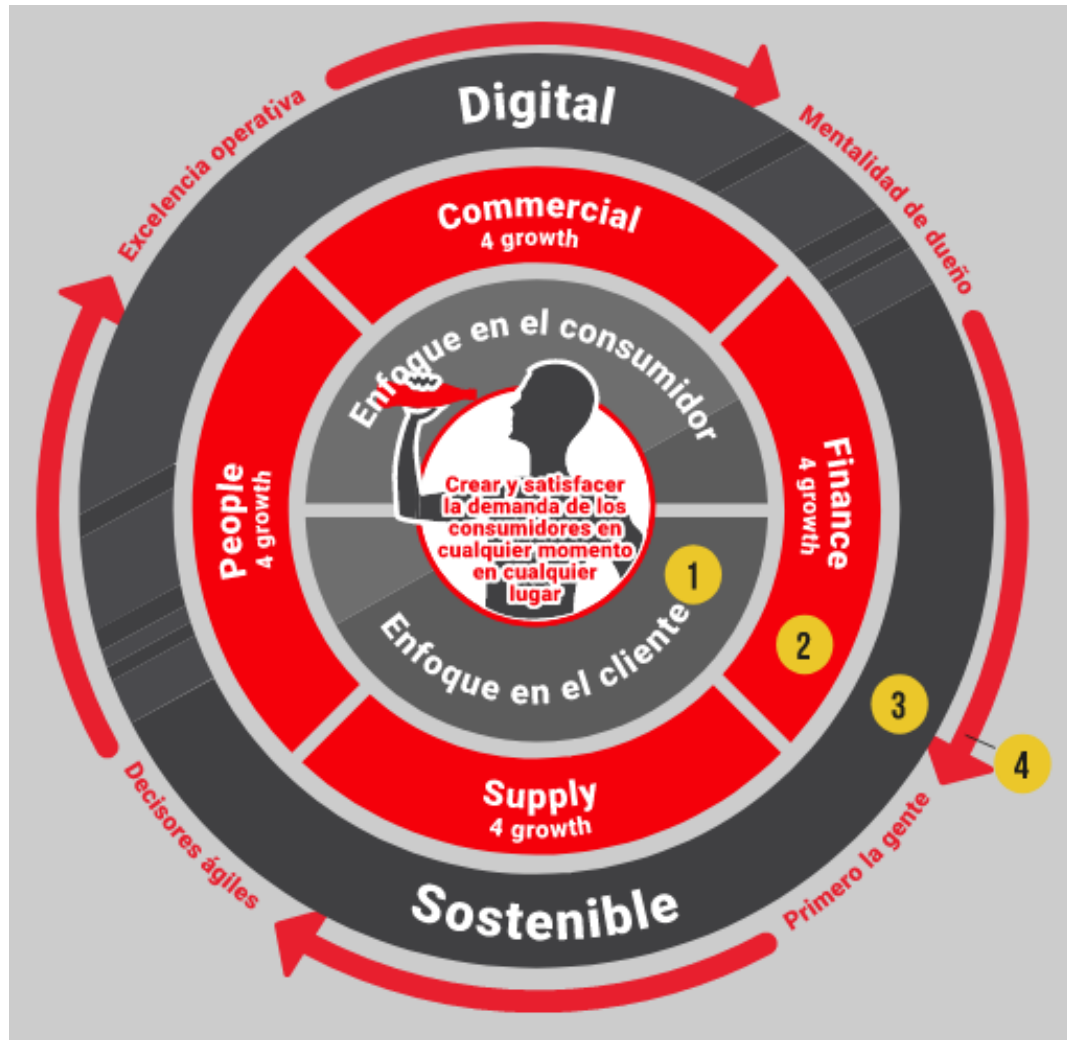 Digital
Excelencia operativa
Mentalidad de dueño
Commercial
4 growth
Enfoque en el consumidor
People
4 growth
Finance
4 growth
Crear y satisfacer
la demanda de los
consumidores en
cualquier momento
en cualquier
lugar
1
Enfoque en el cliente
2
3
4
Supply
4 growth
Decisores ágiles
Primero la gente
Sostenible